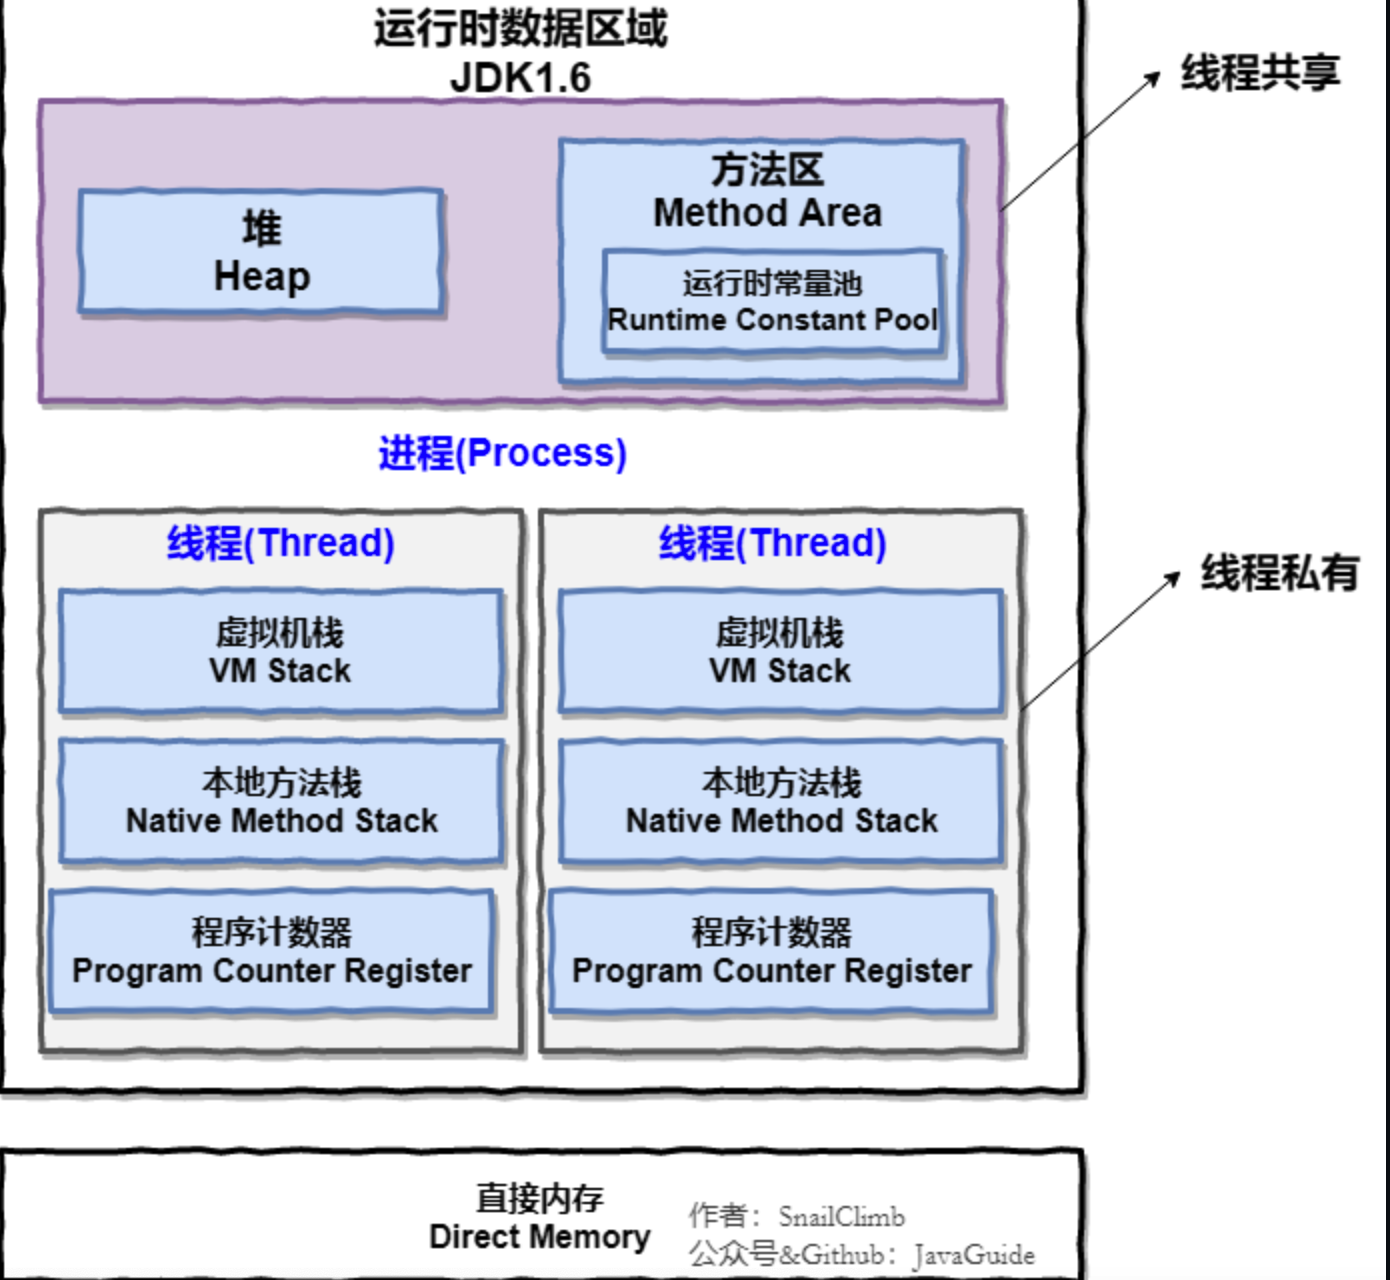 运行时数据区域
JDK1.6
线程共享
堆
Heap
方法区
Method Area
运行时常量池
Runtime Constant Pool
进程(Process)
线程(Thread)
虚拟机栈
VM Stack
本地方法栈
Native Method Stack
程序计数器
Program Counter Register
线程(Thread)
虚拟机栈
VM Stack
本地方法栈
Native Method Stack
程序计数器
Program Counter Register
线程私有
直接内存
Direct Memory
作者：SnailClimb
公众号&Github：JavaGuide